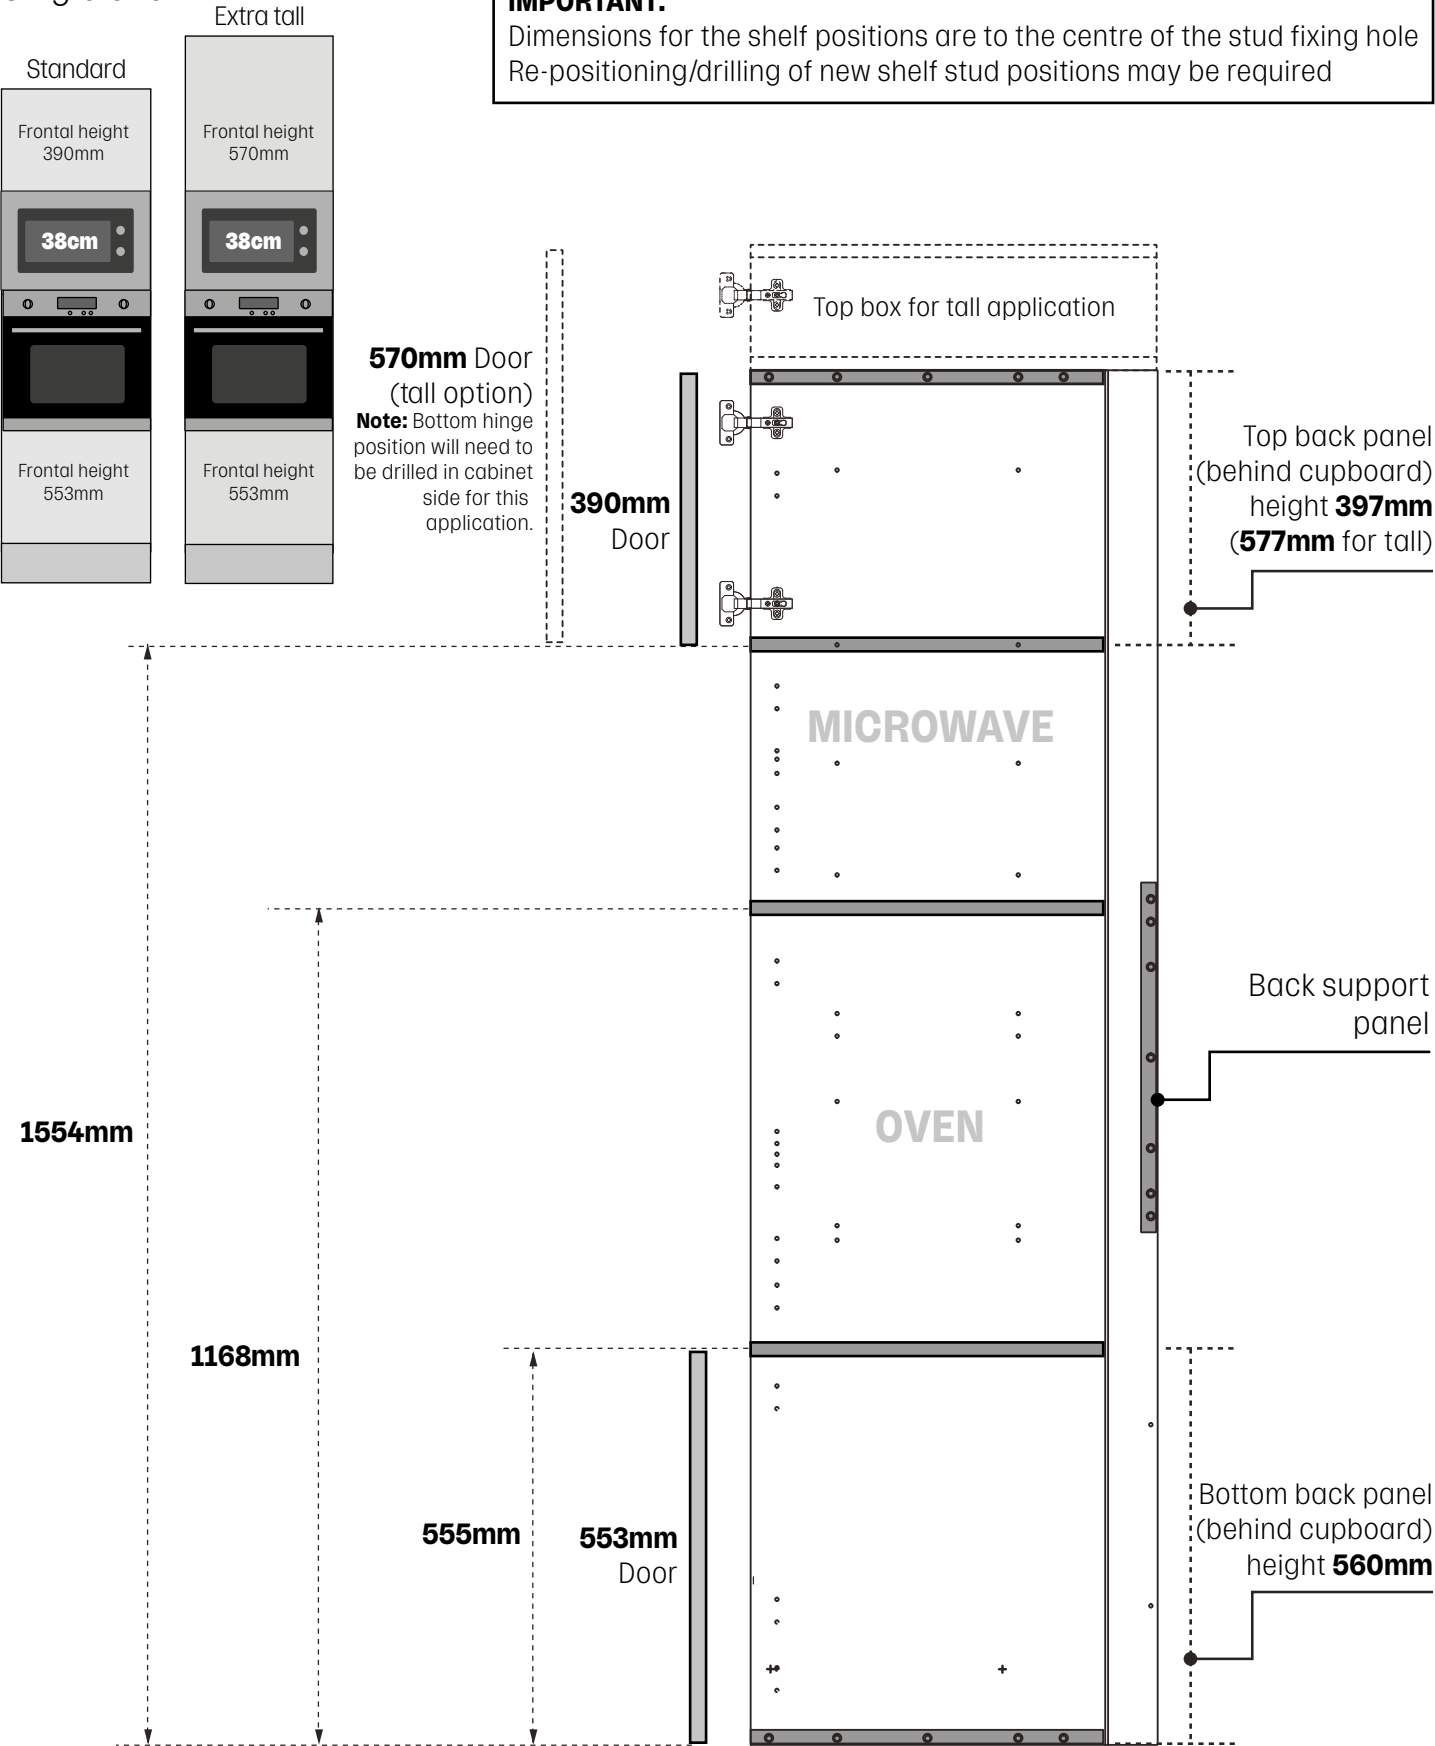 Extra tall
IMPORTANT:
Dimensions for the shelf positions are to the centre of the stud fixing hole
Re-positioning/drilling of new shelf stud positions may be required
Standard
Frontal height
390mm
Frontal height
570mm
38cm
38cm
Frontal height
553mm
Frontal height
553mm
Top box for tall application
570mm Door
(tall option)
Note: Bottom hinge
position will need to
be drilled in cabinet
side for this
application.
390mm
Door
Top back panel
(behind cupboard)
height 397mm
(577mm for tall)
MICROWAVE
Back support
panel
OVEN
1554mm
1168mm
555mm
553mm
Door
Bottom back panel
(behind cupboard)
height 560mm